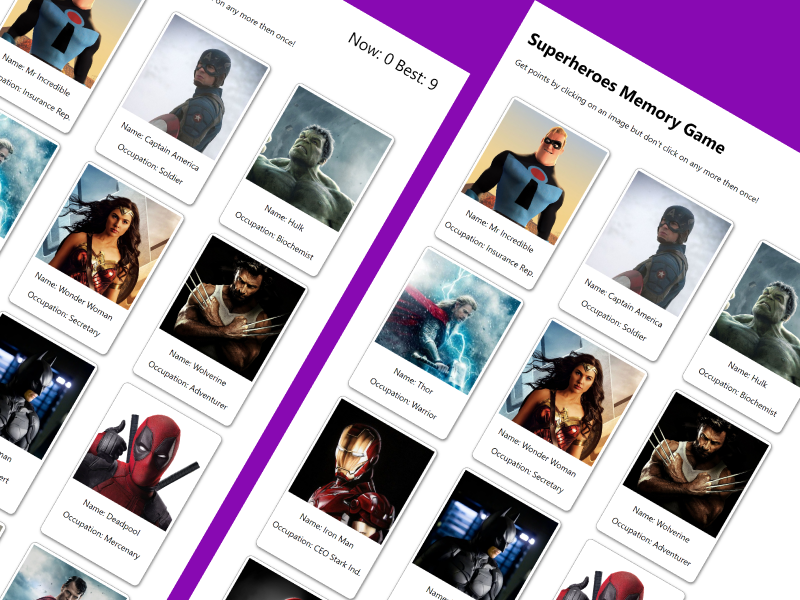 on any more then once!
Now: 0 Best: 9
Name: Mr Incredible
Insurance Rep.
Name: Captain America
Occupation: Soldier
Name: Hulk
Occupation: Biochemist
Name: Wonder Woman
Occupation: Secretary
Name: Wolverine
Occupation: Adventurer
Name: Deadpool
Occupation: Mercenary
Superheroes Memory Game
Get points by clicking on an image but don't click on any more then once!
Name: Mr Incredible
Occupation: Insurance Rep.
Name: Captain America
Occupation: Soldier
Name: Hulk
Occupation: Biochemist
Name: Thor
Occupation: Warrior
Name: Wonder Woman
Occupation: Secretary
Name: Wolverine
Occupation: Adventurer
Name: Iron Man
Occupation: CEO Stark Ind.
Name: